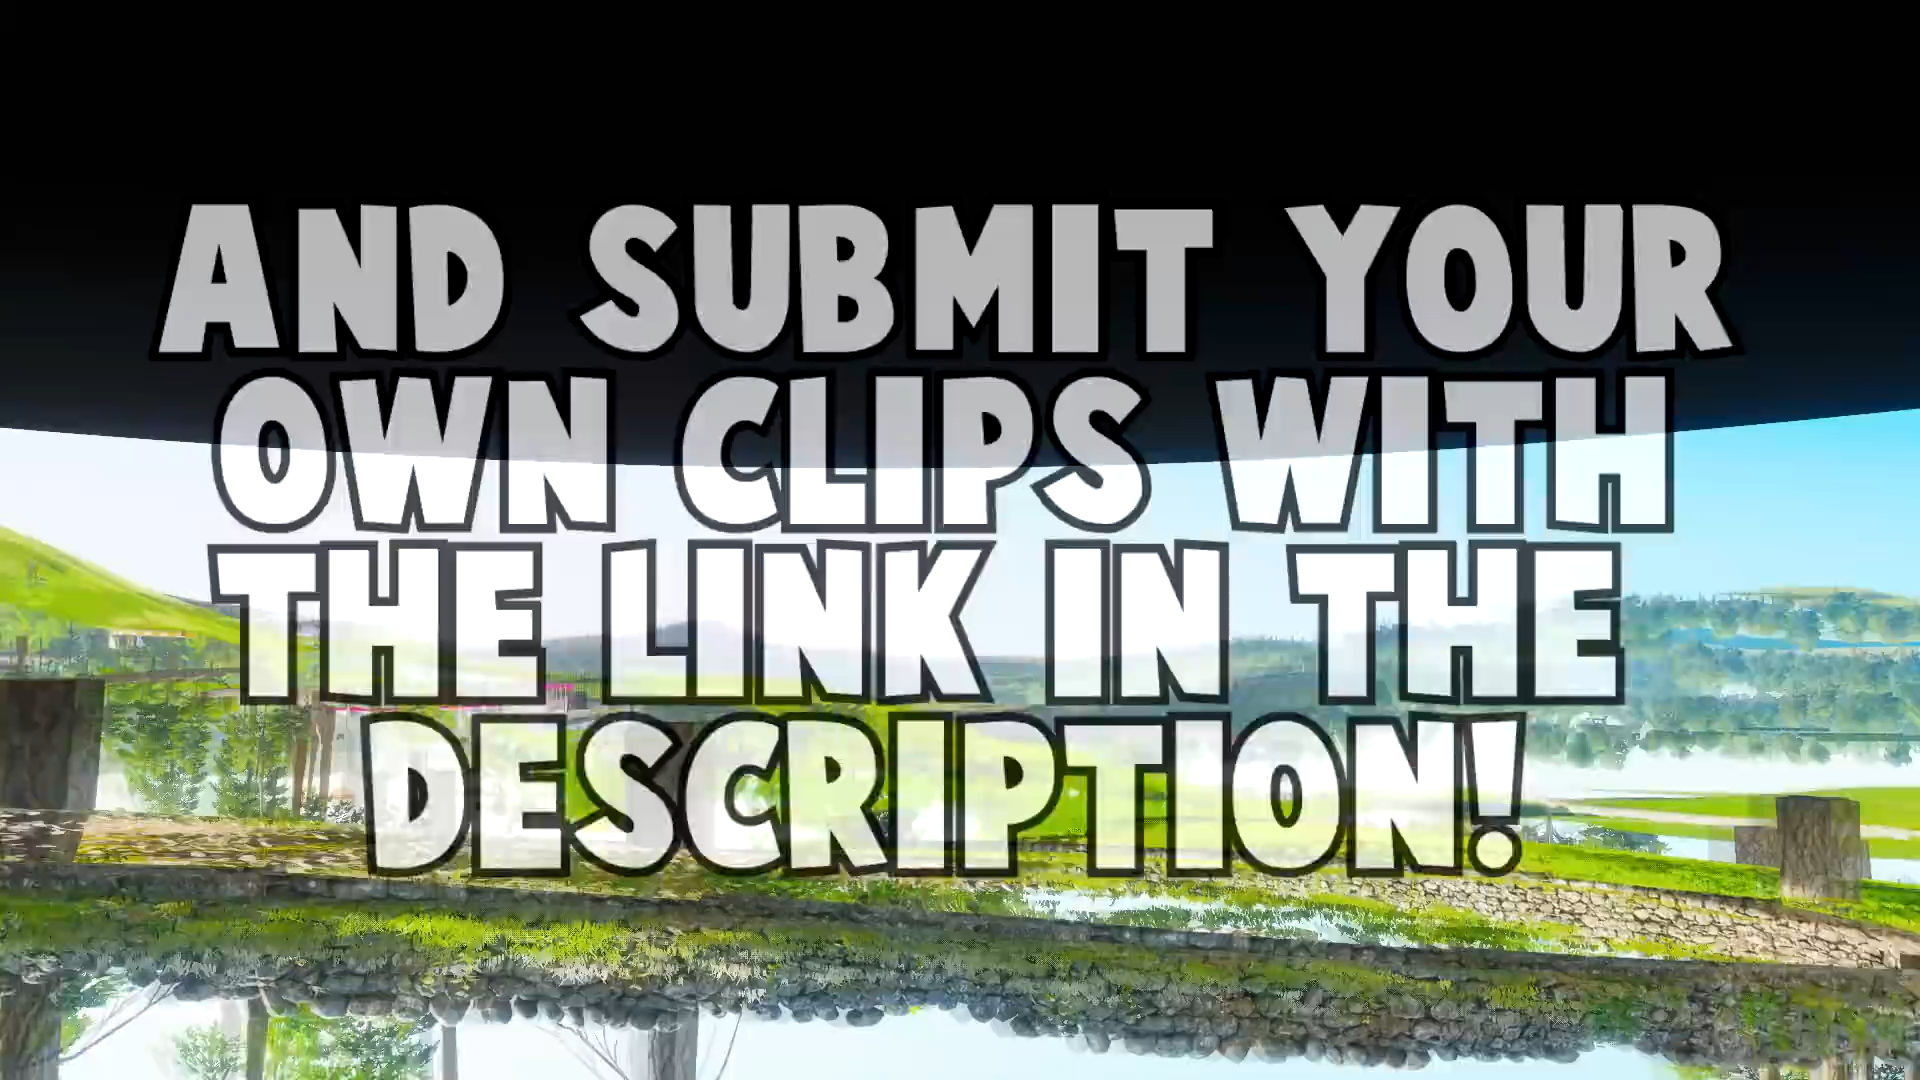 AND SUBMIT YOUR
OWN CLIPS WITH
THE LINK IN THE
DESCRIPTION!